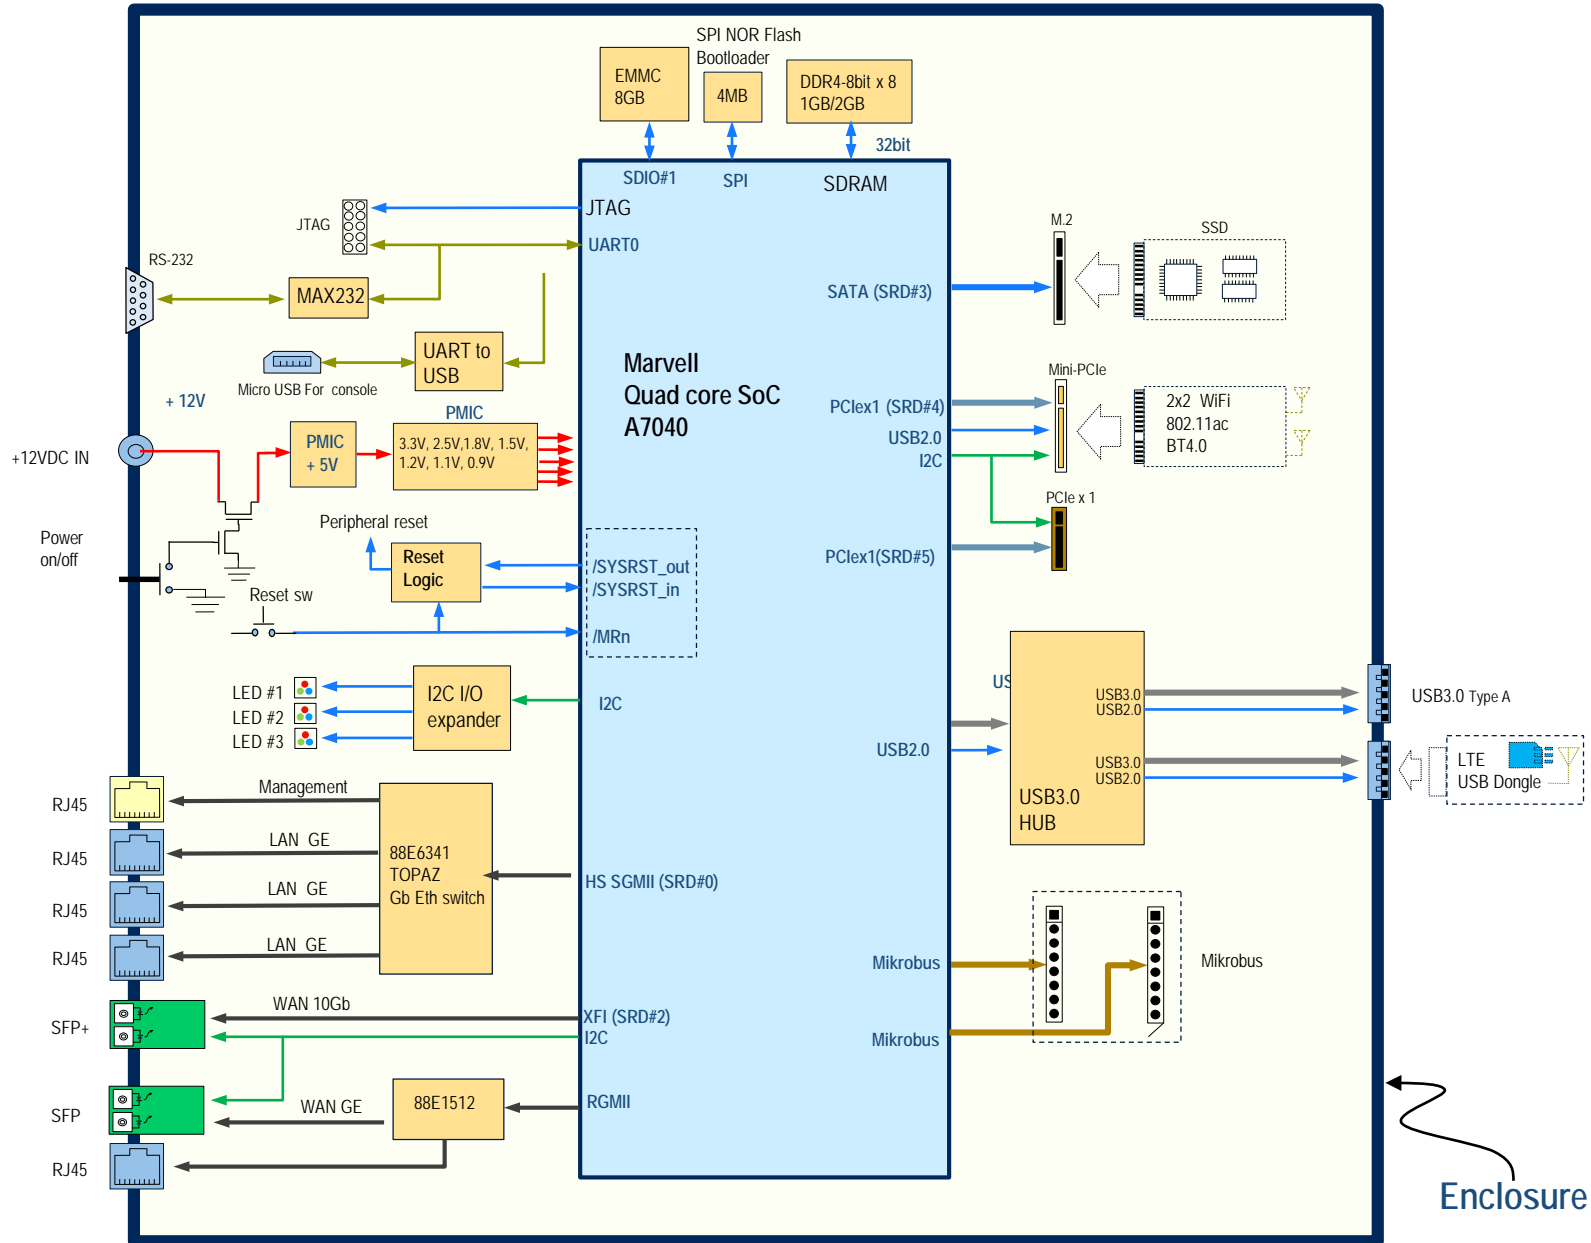 SPI NOR Flash
Bootloader
EMMC
8GB
4MB
DDR4-8bit x 8
1GB/2GB
32bit
SDIO#1
SPI
SDRAM
JTAG
JTAG
UART0
RS-232
MAX232
UART to
USB
Micro USB For console
+ 12V
+12VDC IN
PMIC
+ 5V
PMIC
3.3V, 2.5V,1.8V, 1.5V,
1.2V, 1.1V, 0.9V
Marvell
Quad core SoC
A7040
Power
on/off
Peripheral reset
Reset
Logic
Reset sw
/SYSRST_out
/SYSRST_in
/MRn
LED #1
LED #2
LED #3
I2C I/O
expander
I2C
RJ45
RJ45
RJ45
RJ45
Management
LAN GE
LAN GE
LAN GE
88E6341
TOPAZ
Gb Eth switch
HS SGMII (SRD#0)
SFP+
WAN 10Gb
XFI (SRD#2)
I2C
SFP
WAN GE
88E1512
RGMII
RJ45
SATA (SRD#3)
M.2
SSD
Mini-PCIe
PCIex1 (SRD#4)
USB2.0
I2C
2x2 WiFi
802.11ac
BT4.0
PCIe x 1
PCIex1(SRD#5)
US
USB2.0
USB3.0
USB2.0
USB3.0
USB2.0
USB3.0
HUB
USB3.0 Type A
LTE
USB Dongle
Mikrobus
Mikrobus
Mikrobus
Enclosure